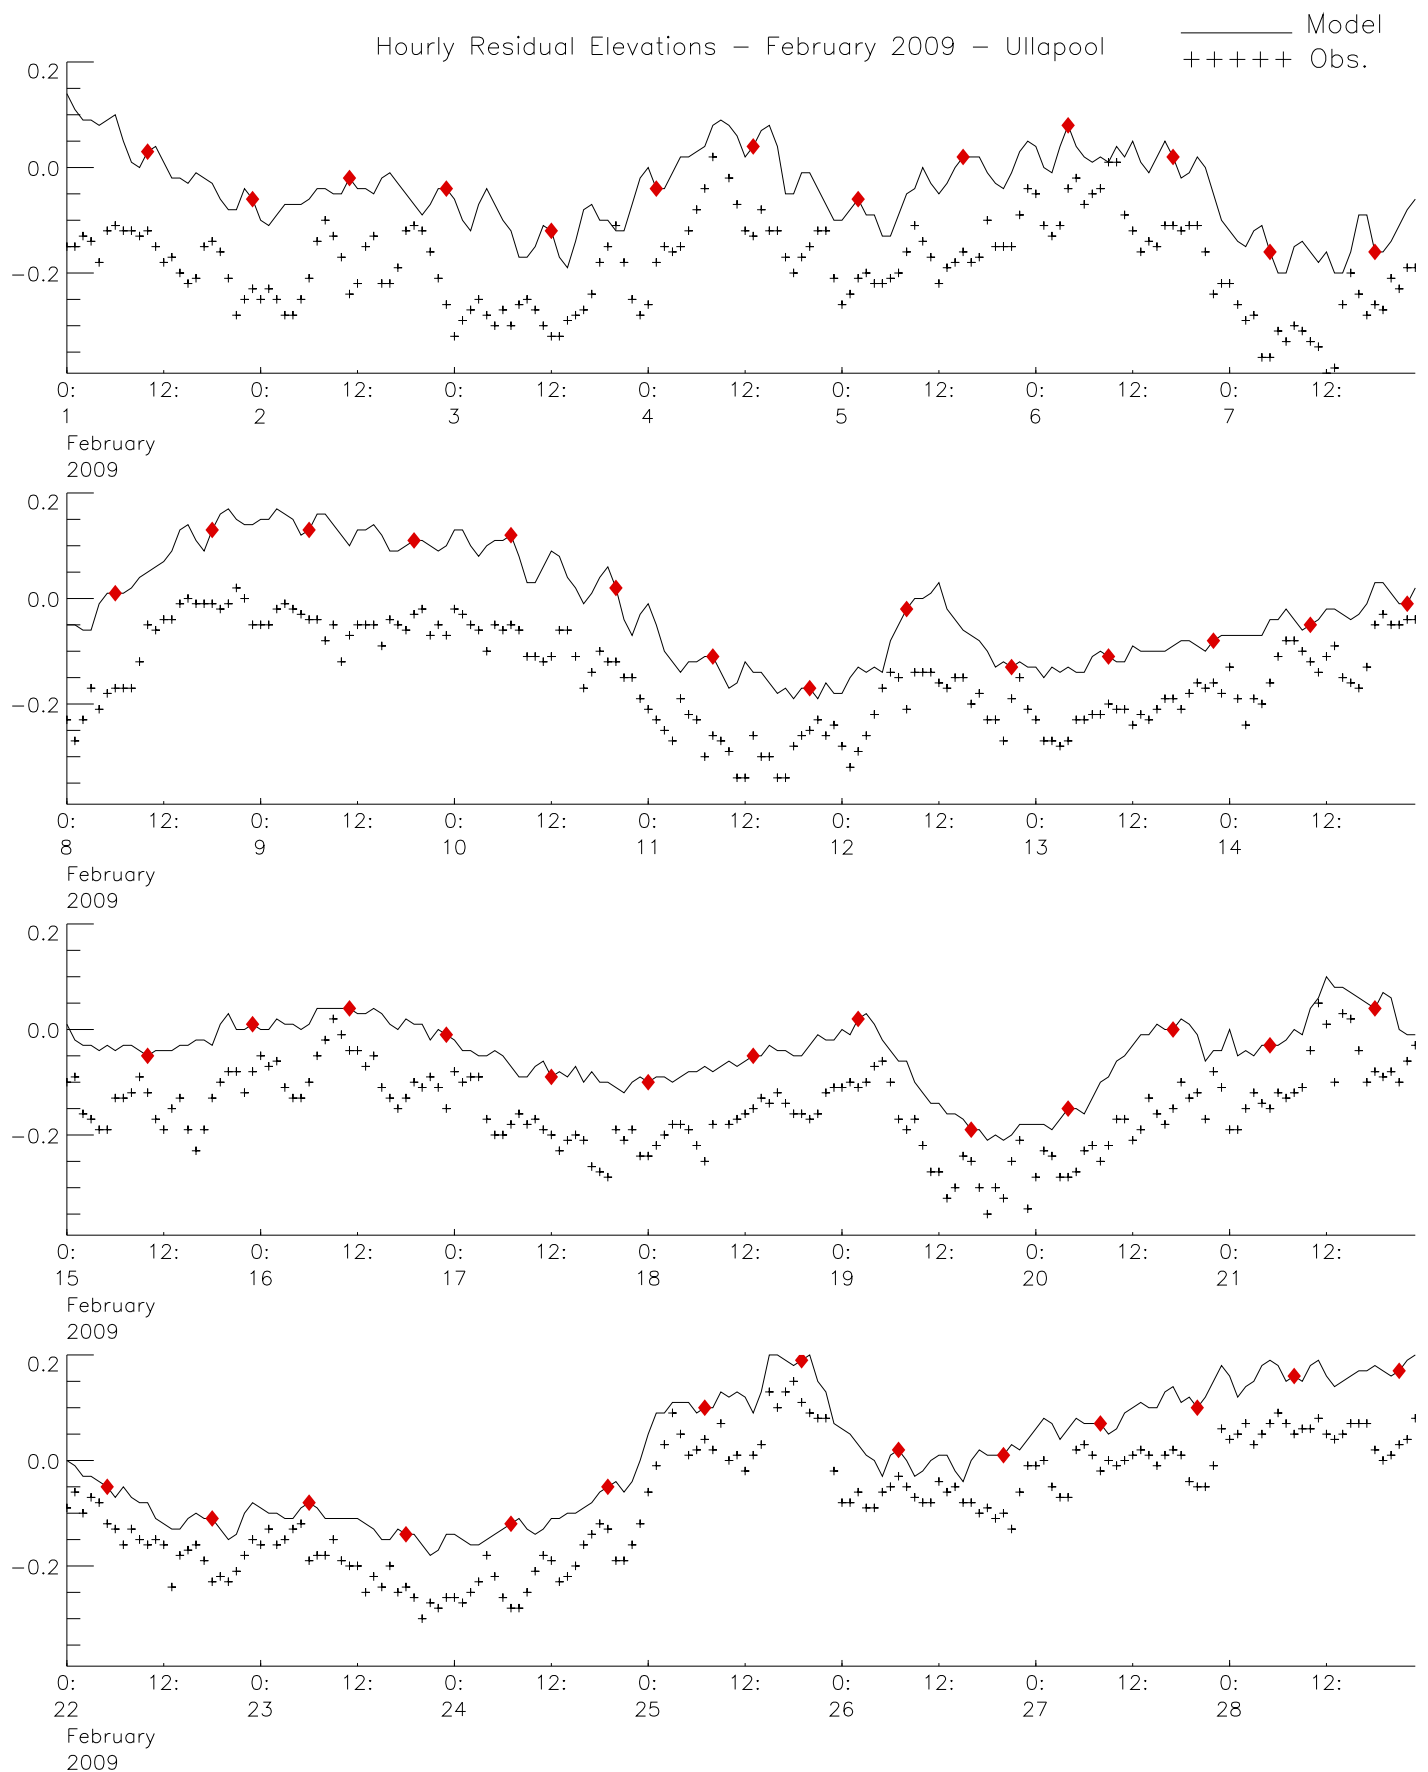 Hourly Residual Elevations – February 2009 – Ullapool
Model
+++++ Obs.
0.2
0.0
−0.2
0: 12: 0: 12: 0: 12: 0: 12: 0: 12: 0: 12: 0: 12:
1 2 3 4 5 6 7
February
2009
0.2
0.0
−0.2
0: 12: 0: 12: 0: 12: 0: 12: 0: 12: 0: 12: 0: 12:
8 9 10 11 12 13 14
February
2009
0.2
0.0
−0.2
0: 12: 0: 12: 0: 12: 0: 12: 0: 12: 0: 12: 0: 12:
15 16 17 18 19 20 21
February
2009
0.2
0.0
−0.2
0: 12: 0: 12: 0: 12: 0: 12: 0: 12: 0: 12: 0: 12:
22 23 24 25 26 27 28
February
2009